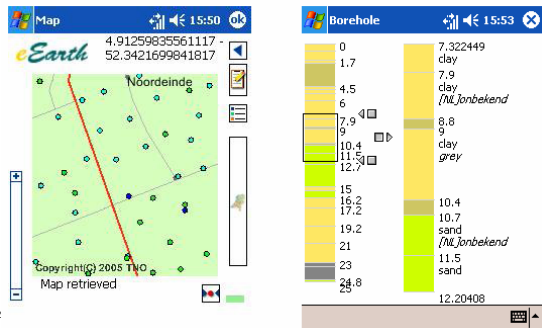 Map
15:50
ok
eEarth
4.91259835561117 -
52.3421699841817
Noordeinde
Copyright(C) 2005 TNO
Map retrieved
Borehole
15:53
0
1.7
4.5
6
7.9
9
10.4
11.5
12.7
15
16.2
17.2
19.2
21
23
24.8
25
7.322449
clay
7.9
clay
[NL]onbekend
8.8
9
clay
grey
10.4
10.7
sand
[NL]onbekend
11.5
sand
12.20408